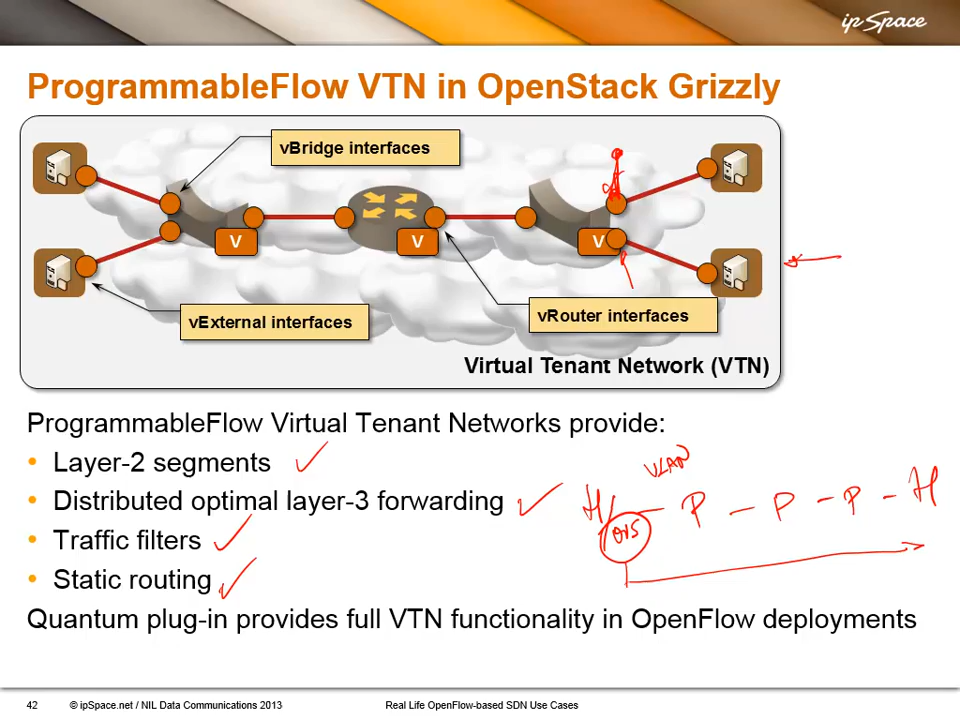 ipSpace
ProgrammableFlow VTN in OpenStack Grizzly
vBridge interfaces
V
V
V
vExternal interfaces
vRouter interfaces
Virtual Tenant Network (VTN)
ProgrammableFlow Virtual Tenant Networks provide:
• Layer-2 segments
VLAN
• Distributed optimal layer-3 forwarding
H - P - P - P - H
OVS
• Traffic filters
• Static routing
Quantum plug-in provides full VTN functionality in OpenFlow deployments
42 © ipSpace.net / NIL Data Communications 2013 Real Life OpenFlow-based SDN Use Cases